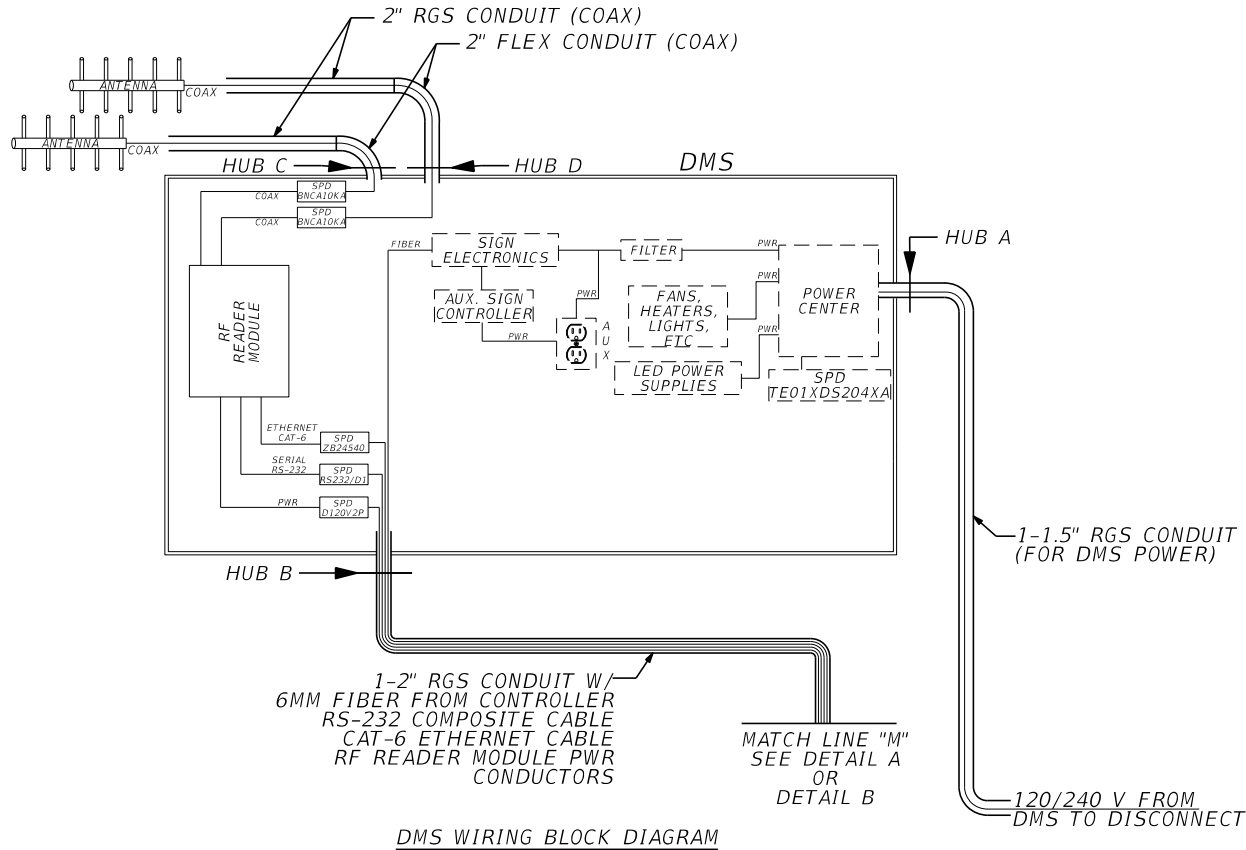 2" RGS CONDUIT (COAX)
2" FLEX CONDUIT (COAX)
ANTENNA
COAX
ANTENNA
COAX
HUB C
HUB D
DMS
SPD
BNCA10KA
COAX
SPD
BNCA10KA
COAX
FIBER
SIGN
ELECTRONICS
FILTER
PWR
HUB A
AUX. SIGN
CONTROLLER
PWR
PWR
AUX
FANS,
HEATERS,
LIGHTS,
ETC
PWR
POWER
CENTER
PWR
LED POWER
SUPPLIES
SPD
TE01XDS204XA
RF
READER
MODULE
ETHERNET
CAT-6
SPD
ZB24540
SERIAL
RS-232
SPD
RS232/D1
PWR
SPD
D120V2P
1-1.5" RGS CONDUIT
(FOR DMS POWER)
HUB B
1-2" RGS CONDUIT W/
6MM FIBER FROM CONTROLLER
RS-232 COMPOSITE CABLE
CAT-6 ETHERNET CABLE
RF READER MODULE PWR
CONDUCTORS
MATCH LINE "M"
SEE DETAIL A
OR
DETAIL B
120/240 V FROM
DMS TO DISCONNECT
DMS WIRING BLOCK DIAGRAM